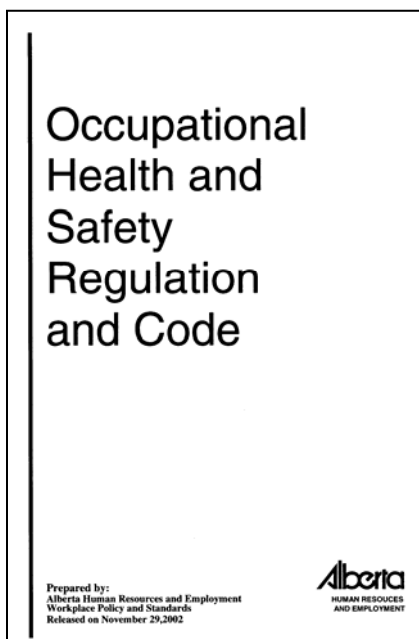 Occupational
Health and
Safety
Regulation
and Code
Prepared by:
Alberta Human Resources and Employment
Workplace Policy and Standards
Released on November 29,2002
Alberta
HUMAN RESOUCES
AND EMPLOYMENT